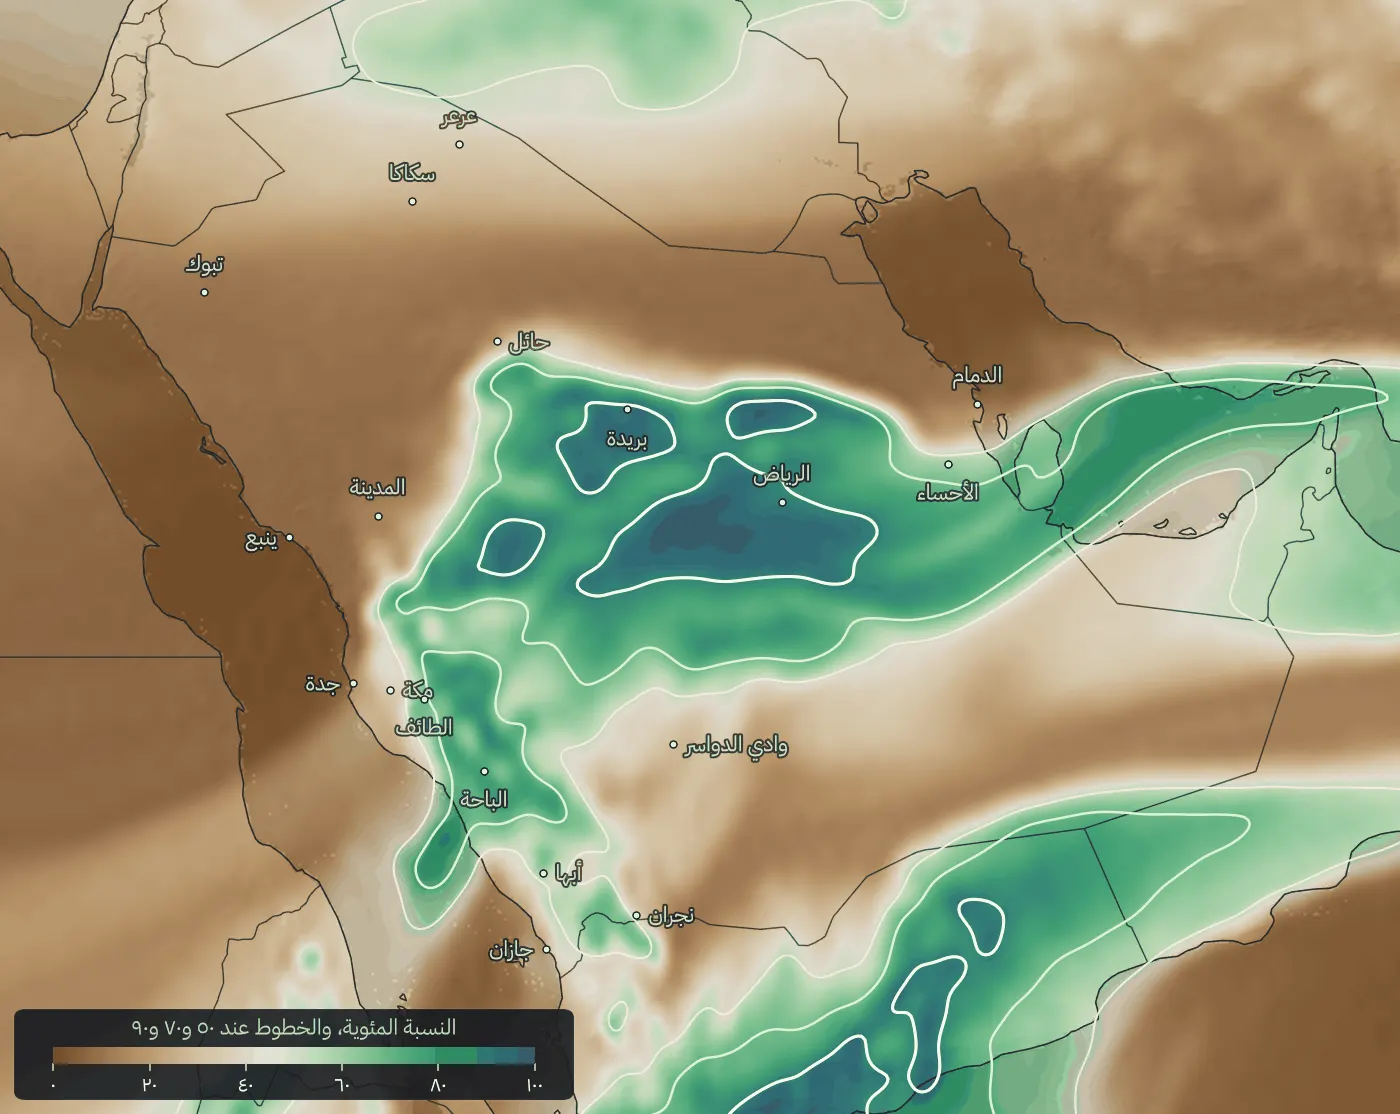 عرعر
سكاكا
تبوك
حائل
الدمام
بريدة
الرياض
المدينة
الأحساء
ينبع
جدة
مكة
الطائف
وادي الدواسر
الباحة
أبها
نجران
جازان
النسبة المئوية، والخطوط عند ٥٠ و٧٠ و٩٠
٠ ٢٠ ٤٠ ٦٠ ٨٠ ١٠٠